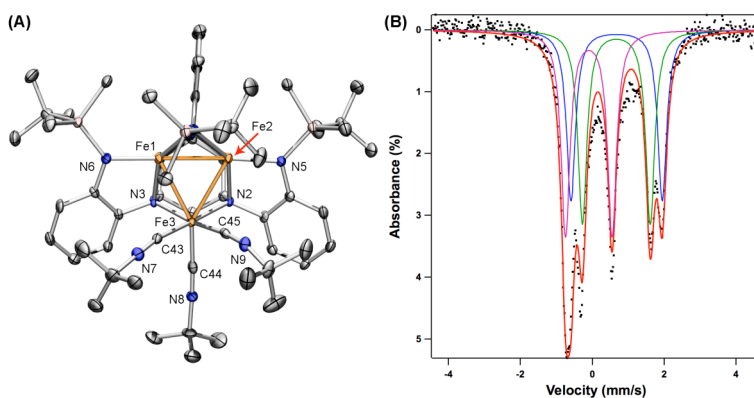 (A)
Fe1
Fe2
N6
N5
N3
N2
Fe3
C45
C43
N7
C44
N9
N8
(B)
Absorbance (%)
0
1
2
3
4
5
-4
-2
0
2
4
Velocity (mm/s)